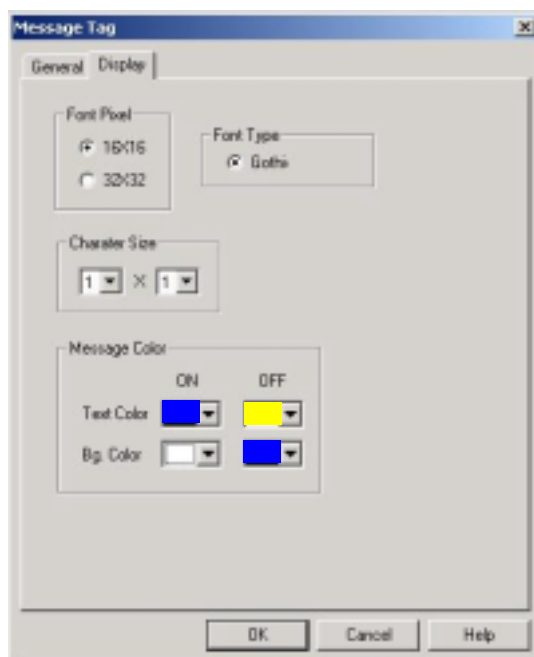 Message Tag
General Display
Font Pixel
16X16
32X32
Font Type
Gothic
Charater Size
1 X 1
Message Color
ON OFF
Text Color
Bg. Color
OK Cancel Help